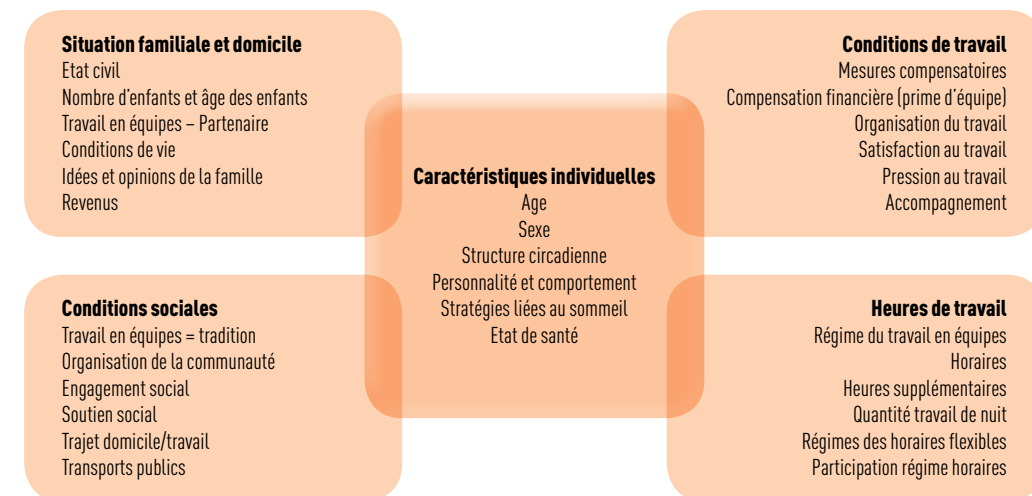 Situation familiale et domicile
Etat civil
Nombre d'enfants et âge des enfants
Travail en équipes – Partenaire
Conditions de vie
Idées et opinions de la famille
Revenus
Conditions de travail
Mesures compensatoires
Compensation financière (prime d'équipe)
Organisation du travail
Satisfaction au travail
Pression au travail
Accompagnement
Caractéristiques individuelles
Age
Sexe
Structure circadienne
Personnalité et comportement
Stratégies liées au sommeil
Etat de santé
Conditions sociales
Travail en équipes = tradition
Organisation de la communauté
Engagement social
Soutien social
Trajet domicile/travail
Transports publics
Heures de travail
Régime du travail en équipes
Horaires
Heures supplémentaires
Quantité travail de nuit
Régimes des horaires flexibles
Participation régime horaires